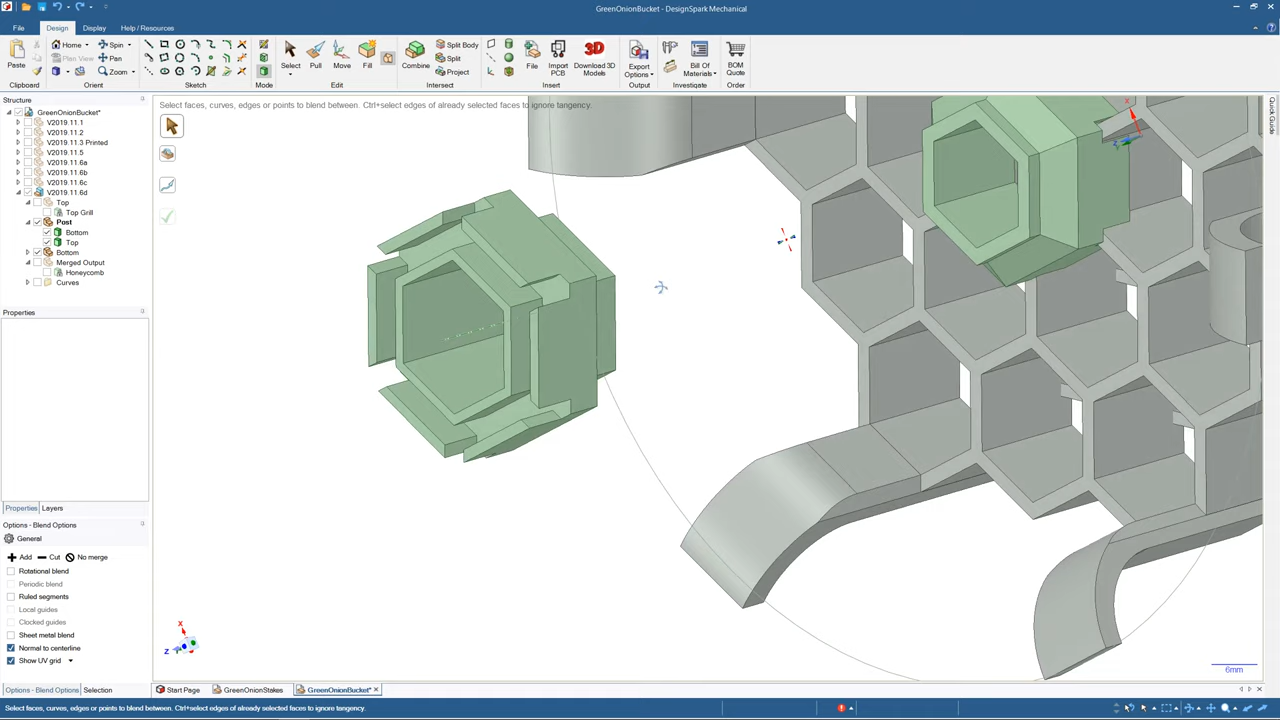 GreenOnionBucket - DesignSpark Mechanical
File Design Display Help / Resources
Paste
Clipboard
Home
Plan View
Spin
Pan
Zoom
Orient
Sketch
Mode
Select
Pull
Move
Fill
Edit
Combine
Split Body
Split
Project
Intersect
File
Import PCB
3D
Download 3D Models
Insert
Export Options
Output
Bill Of Materials
Investigate
BOM Quote
Order
Structure
Select faces, curves, edges or points to blend between. Ctrl+select edges of already selected faces to ignore tangency.
Quick Guide
GreenOnionBucket*
V2019.11.1
V2019.11.2
V2019.11.3 Printed
V2019.11.5
V2019.11.6a
V2019.11.6b
V2019.11.6c
V2019.11.6d
Top
Top Grill
Post
Bottom
Top
Bottom
Merged Output
Honeycomb
Curves
Properties
Properties Layers
Options - Blend Options
General
Add Cut No merge
Rotational blend
Periodic blend
Ruled segments
Local guides
Clocked guides
Sheet metal blend
Normal to centerline
Show UV grid
X
Z
X
6mm
Options - Blend Options Selection
Start Page GreenOnionStakes GreenOnionBucket*
Select faces, curves, edges or points to blend between. Ctrl+select edges of already selected faces to ignore tangency.